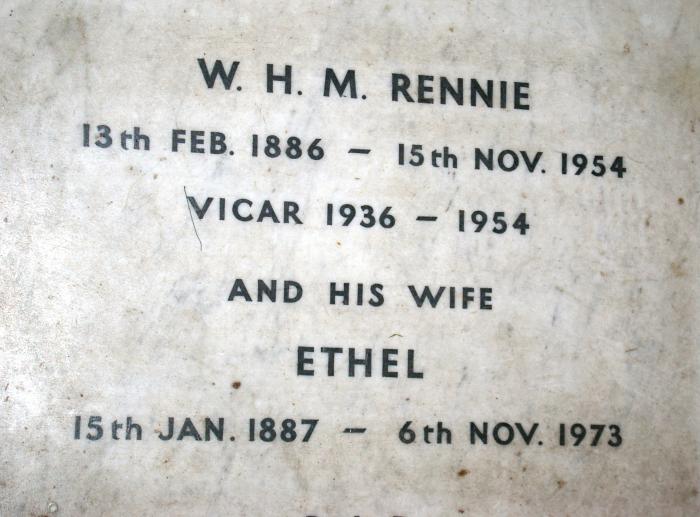 W. H. M. RENNIE
13th FEB. 1886 – 15th NOV. 1954
VICAR 1936 – 1954
AND HIS WIFE
ETHEL
15th JAN. 1887 – 6th NOV. 1973